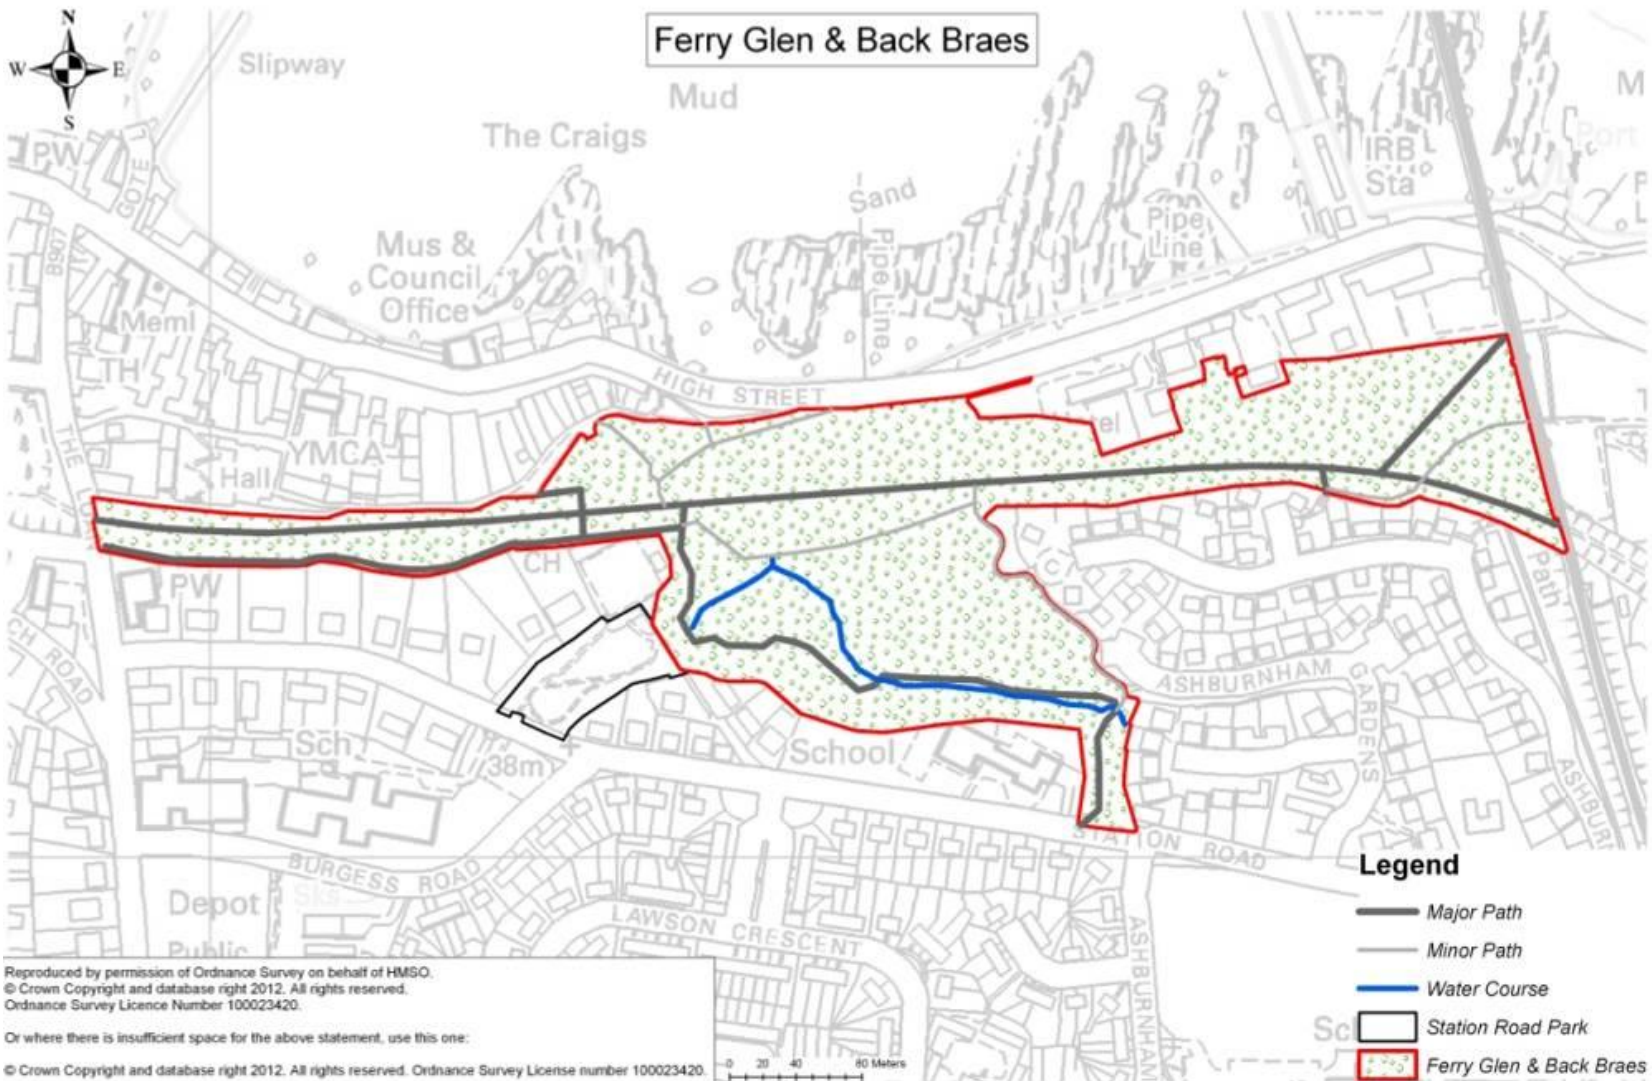 Ferry Glen & Back Braes
N
W E
S
Slipway
Mud
Mud
M
The Craigs
Port
PW
IRB
Sta
Sand
Mus &
Council
Office
Pipe
Line
Pipe Line
B907
Meml
TH
HIGH STREET
YMCA
Hall
THE
CH
PW
Path
CH ROAD
ASHBURNHAM
GARDENS
Sch
School
38m
STATION ROAD
BURGESS ROAD
Depot
Sks
Public
LAWSON CRESCENT
ASHBURNHAM
Legend
Major Path
Minor Path
Water Course
Station Road Park
Ferry Glen & Back Braes
Reproduced by permission of Ordnance Survey on behalf of HMSO.
© Crown Copyright and database right 2012. All rights reserved.
Ordnance Survey Licence Number 100023420.
Or where there is insufficient space for the above statement, use this one:
© Crown Copyright and database right 2012. All rights reserved. Ordnance Survey License number 100023420.
0 20 40 80 Meters